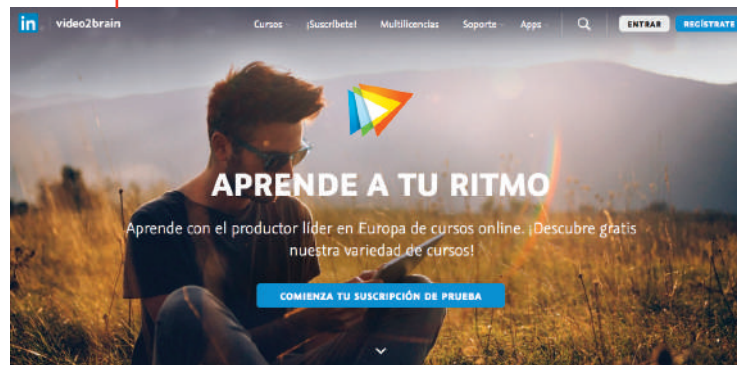 in video2brain Cursos ¡Suscríbete! Multilicencias Soporte Apps ENTRAR REGÍSTRATE
APRENDE A TU RITMO
Aprende con el productor líder en Europa de cursos online. ¡Descubre gratis
nuestra variedad de cursos!
COMIENZA TU SUSCRIPCIÓN DE PRUEBA